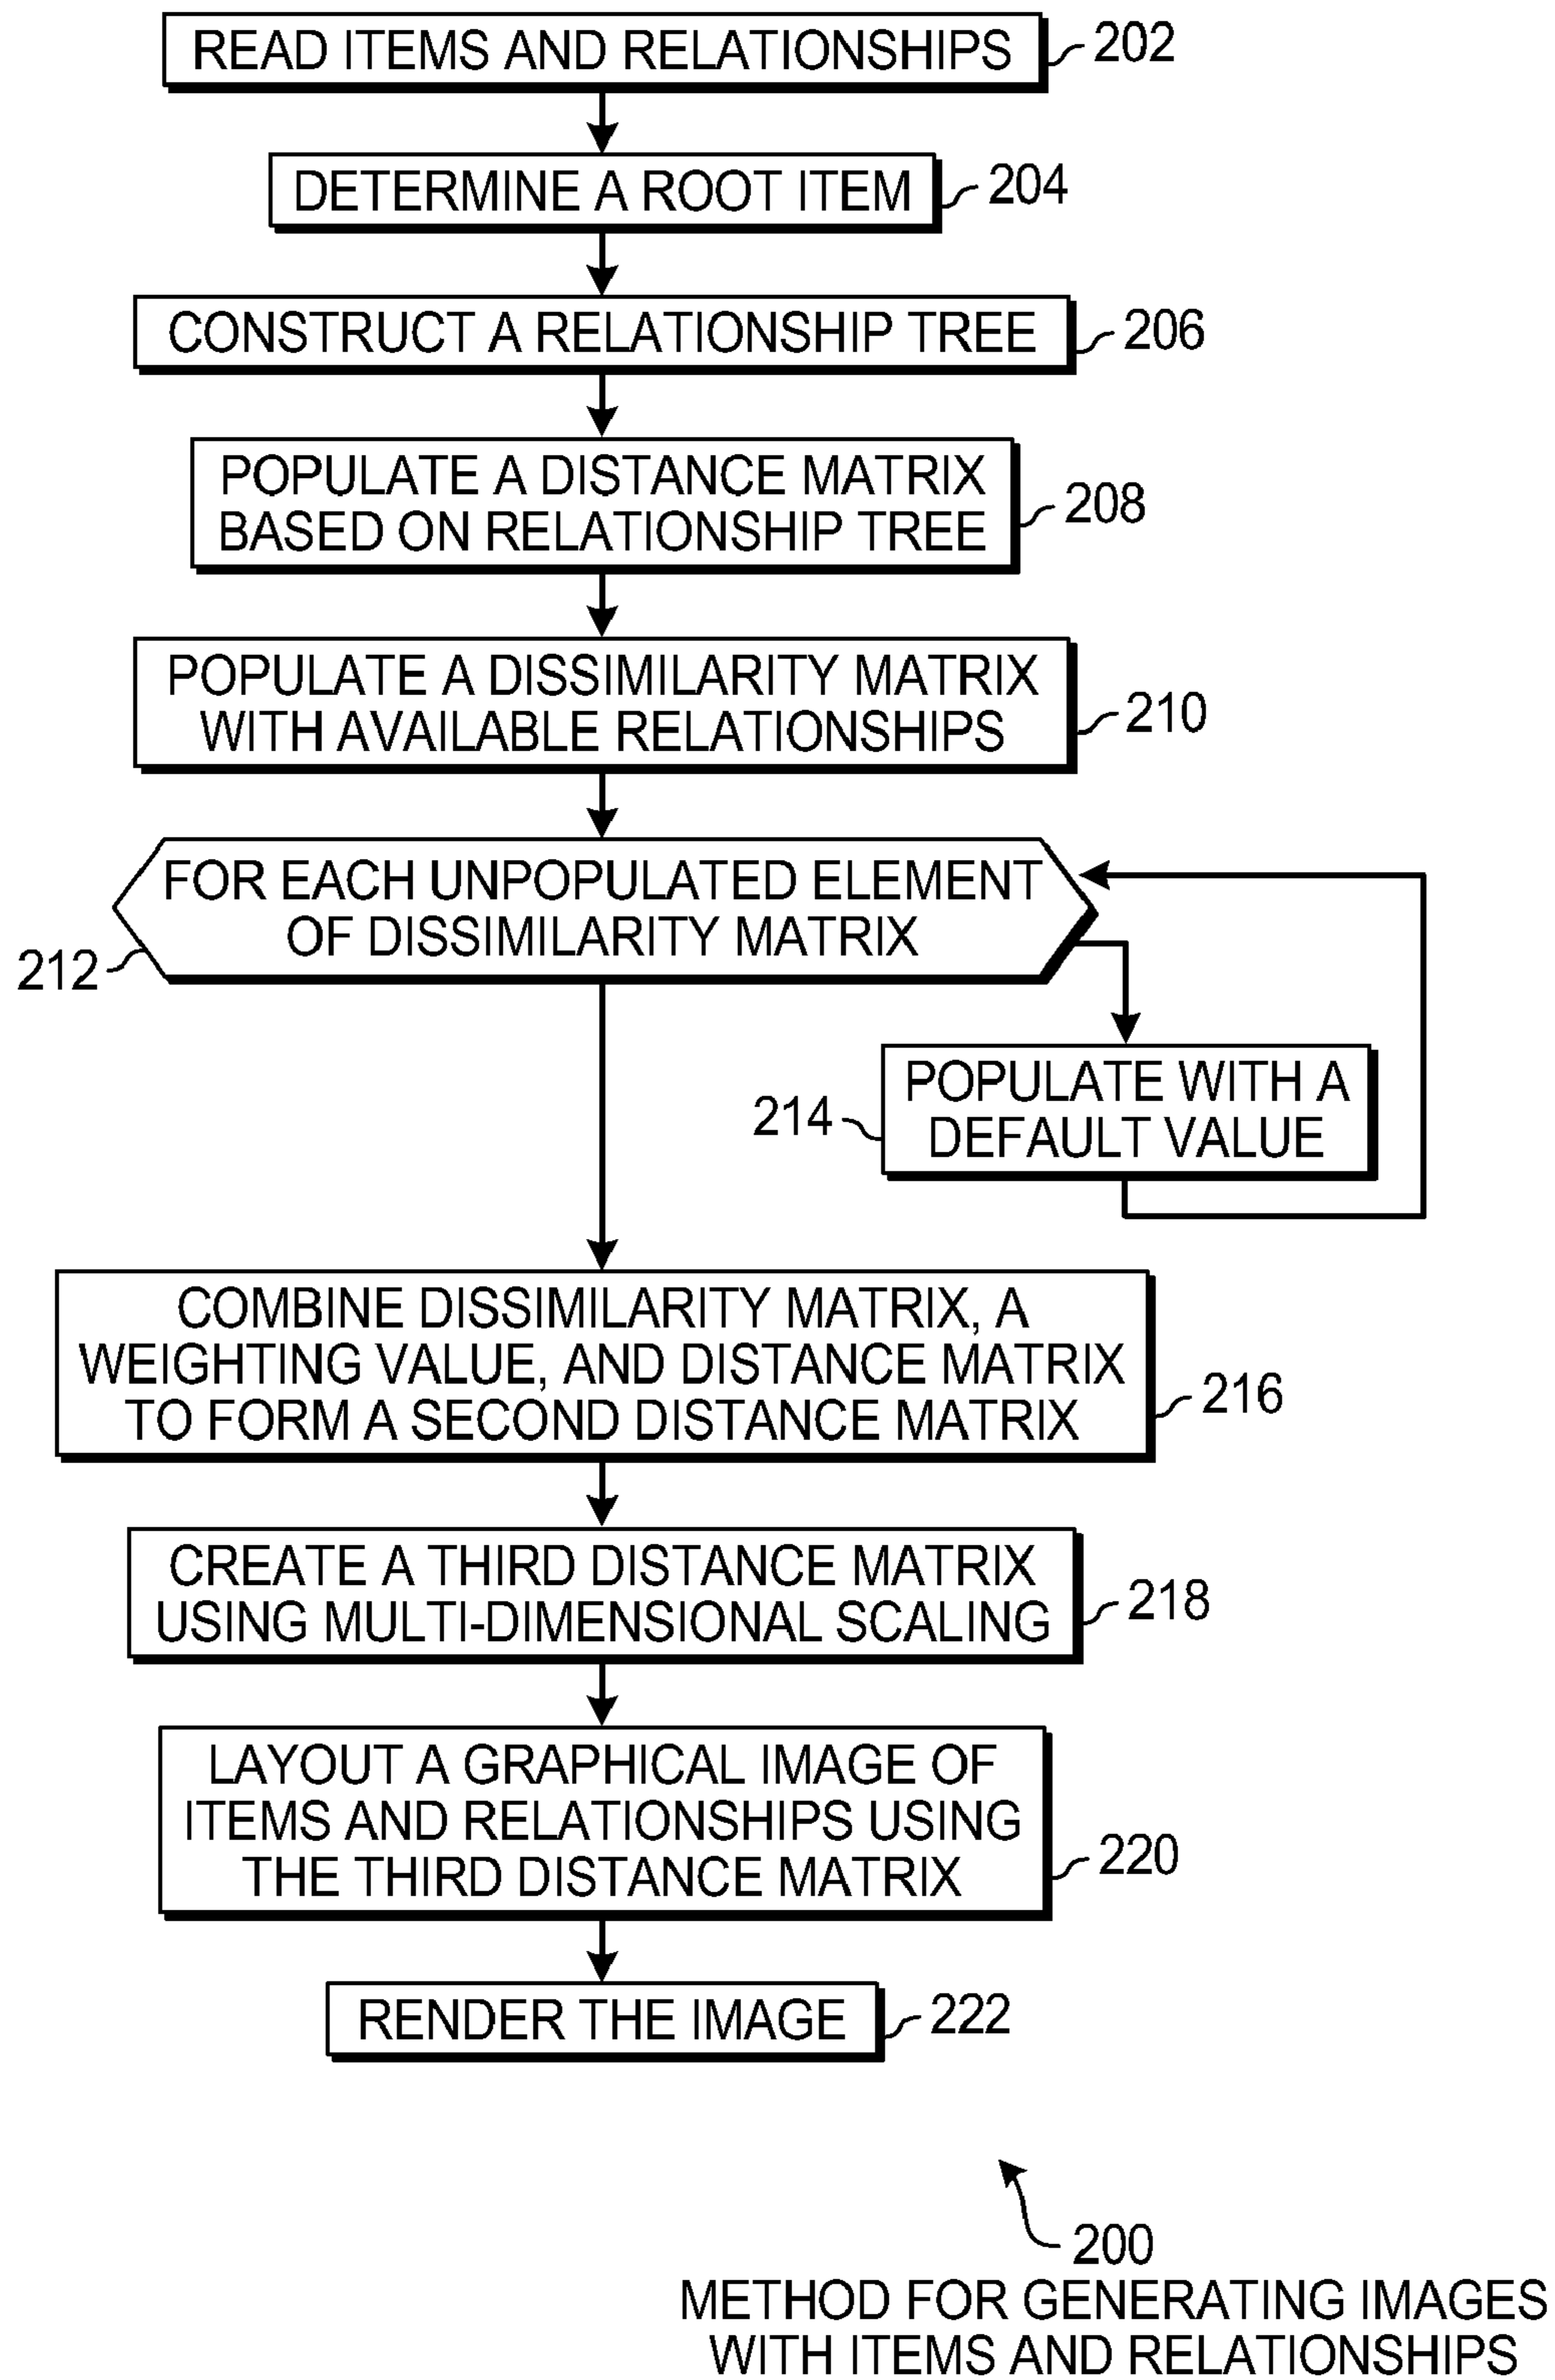 READ ITEMS AND RELATIONSHIPS
202
DETERMINE A ROOT ITEM
204
CONSTRUCT A RELATIONSHIP TREE
206
POPULATE A DISTANCE MATRIX
BASED ON RELATIONSHIP TREE
208
POPULATE A DISSIMILARITY MATRIX
WITH AVAILABLE RELATIONSHIPS
210
FOR EACH UNPOPULATED ELEMENT
OF DISSIMILARITY MATRIX
212
POPULATE WITH A
DEFAULT VALUE
214
COMBINE DISSIMILARITY MATRIX, A
WEIGHTING VALUE, AND DISTANCE MATRIX
TO FORM A SECOND DISTANCE MATRIX
216
CREATE A THIRD DISTANCE MATRIX
USING MULTI-DIMENSIONAL SCALING
218
LAYOUT A GRAPHICAL IMAGE OF
ITEMS AND RELATIONSHIPS USING
THE THIRD DISTANCE MATRIX
220
RENDER THE IMAGE
222
200
METHOD FOR GENERATING IMAGES
WITH ITEMS AND RELATIONSHIPS